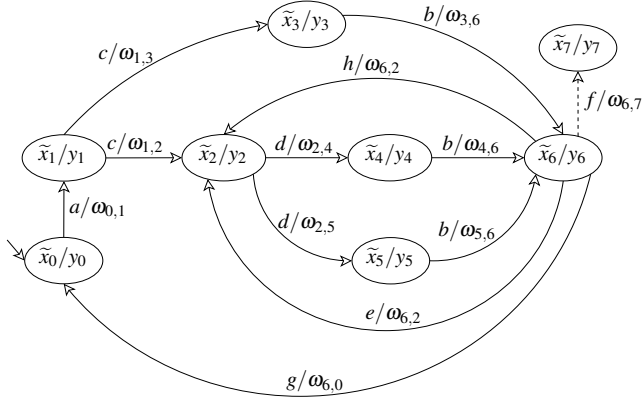 x̃₃/y₃
b/ω₃,₆
x̃₇/y₇
c/ω₁,₃
h/ω₆,₂
f/ω₆,₇
x̃₁/y₁
c/ω₁,₂
x̃₂/y₂
d/ω₂,₄
x̃₄/y₄
b/ω₄,₆
x̃₆/y₆
a/ω₀,₁
d/ω₂,₅
b/ω₅,₆
x̃₀/y₀
x̃₅/y₅
e/ω₆,₂
g/ω₆,₀